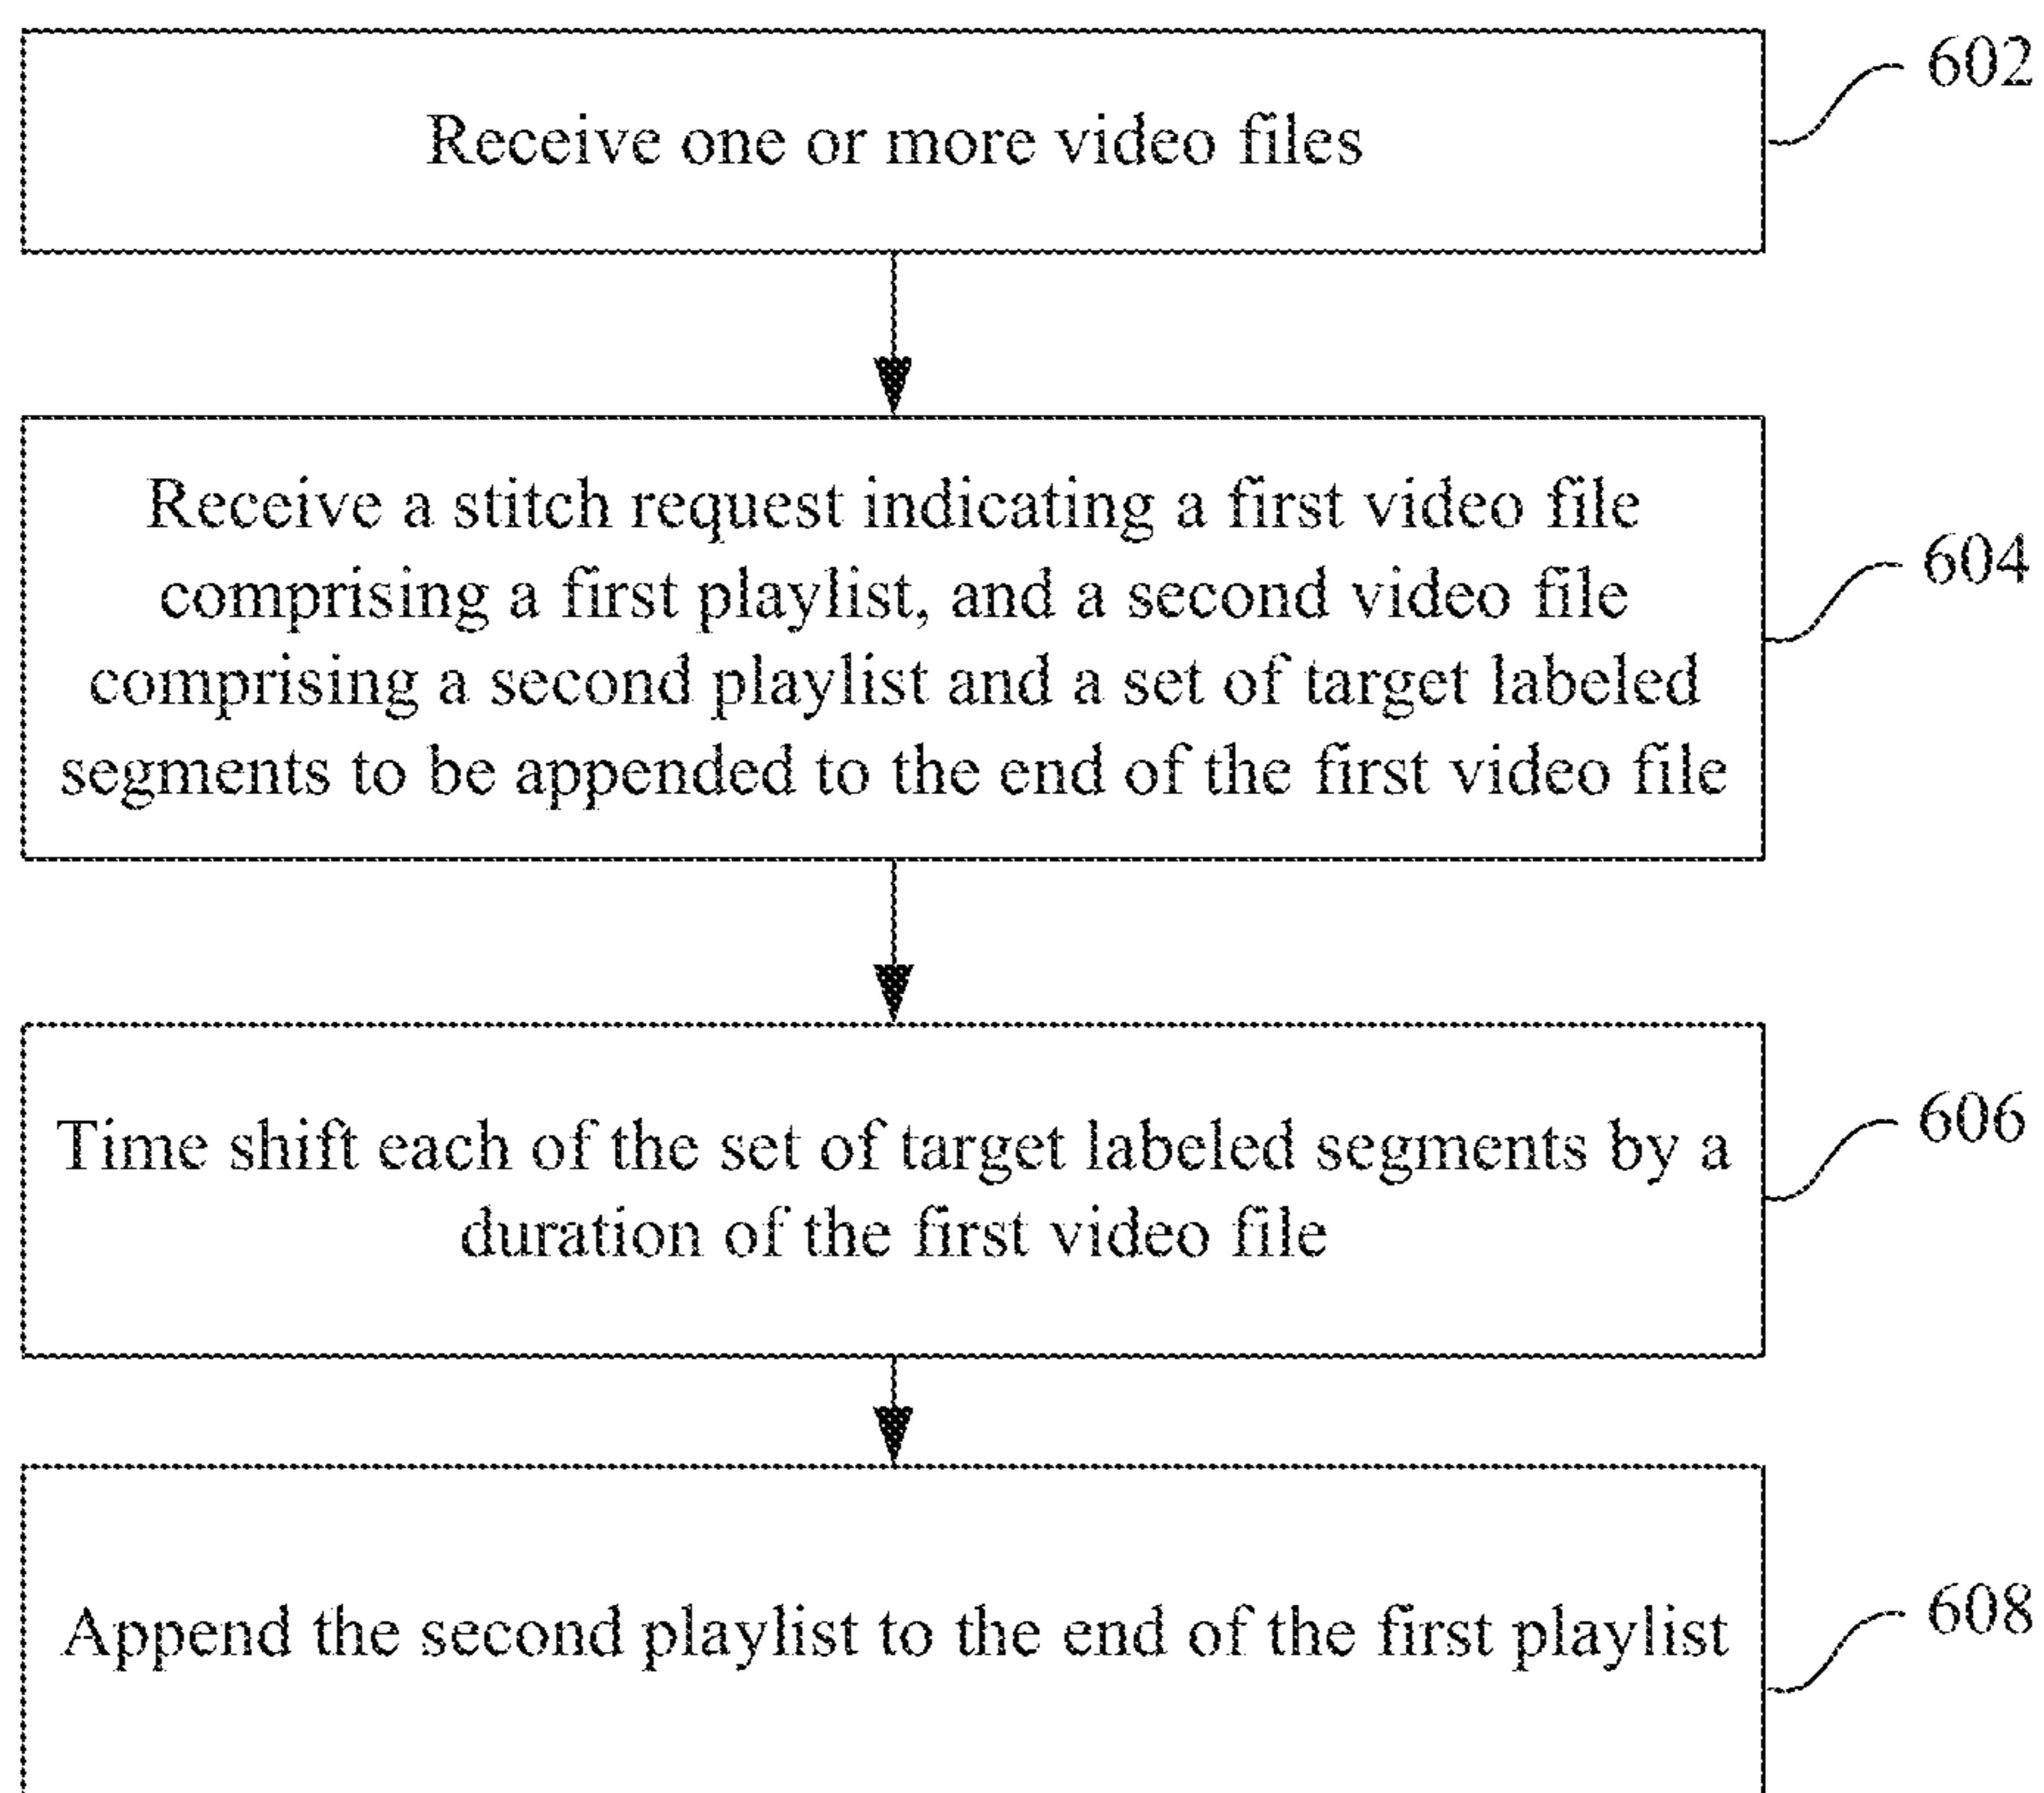 Receive one or more video files
602
Receive a stitch request indicating a first video file
comprising a first playlist, and a second video file
comprising a second playlist and a set of target labeled
segments to be appended to the end of the first video file
604
Time shift each of the set of target labeled segments by a
duration of the first video file
606
Append the second playlist to the end of the first playlist
608